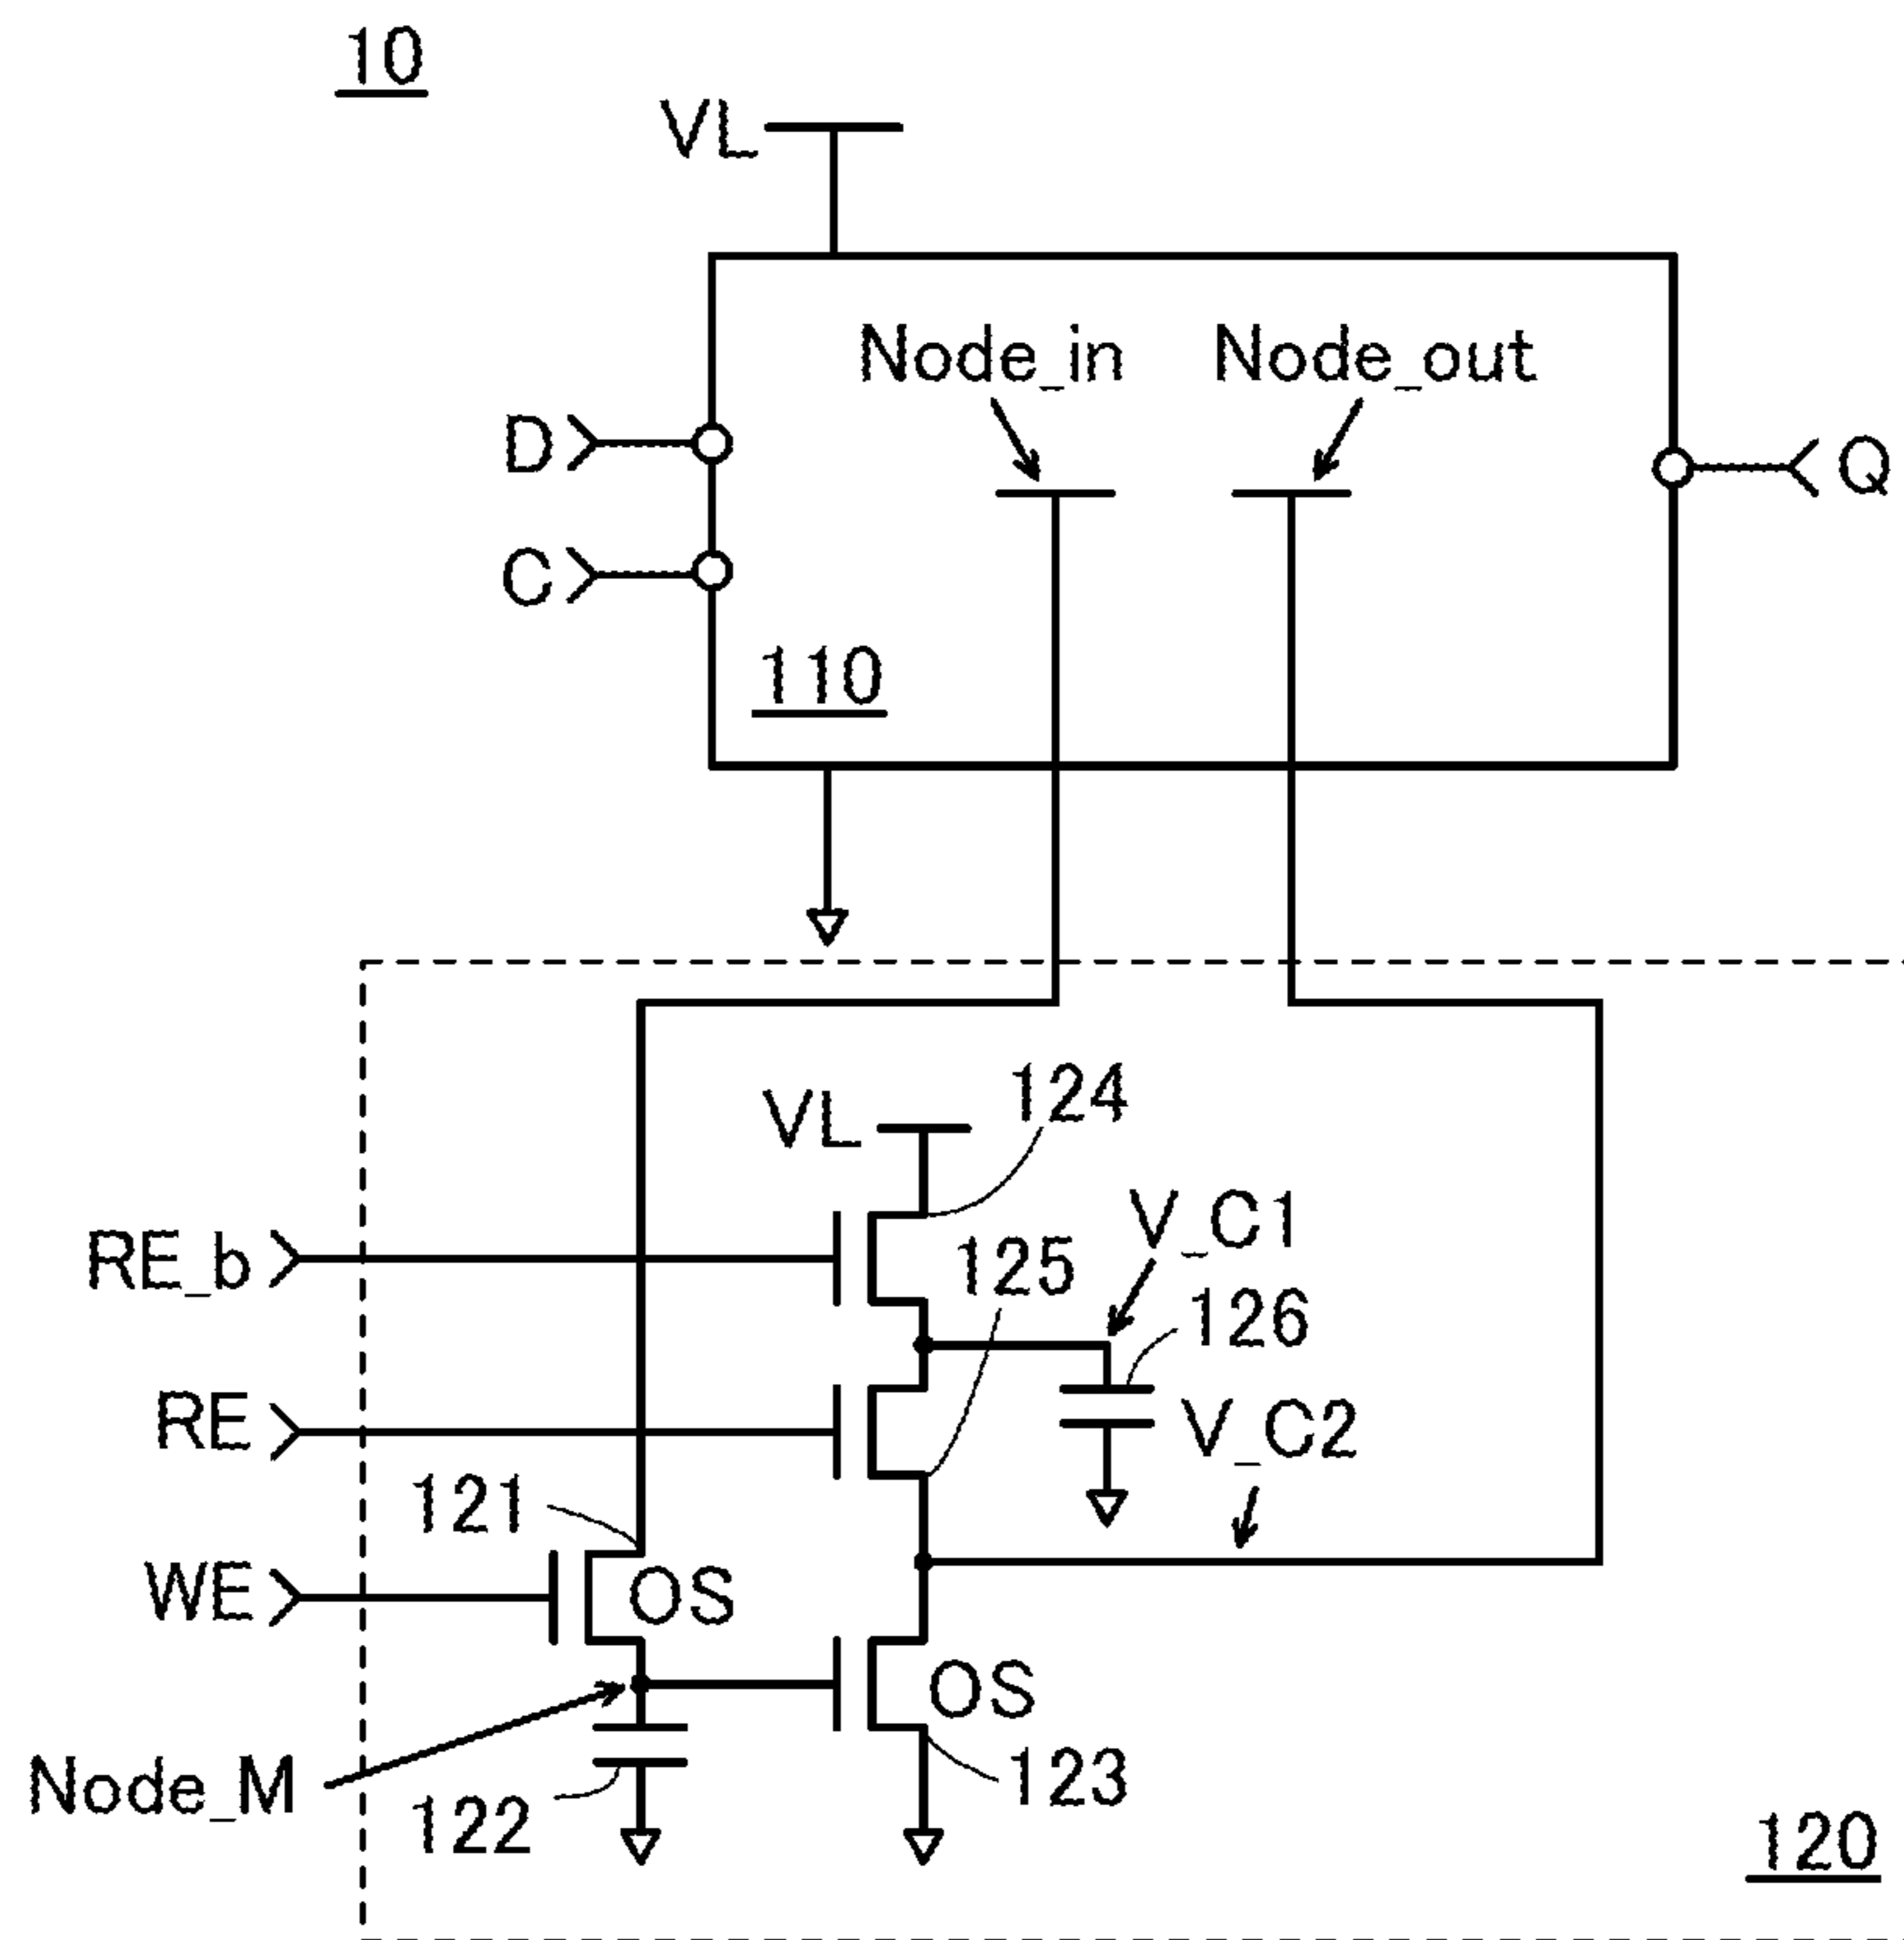 10
VL
Node_in Node_out
D
Q
C
110
124
VL
V_C1
RE_b
125
126
RE
V_C2
121
WE
OS
OS
Node_M
123
122
120